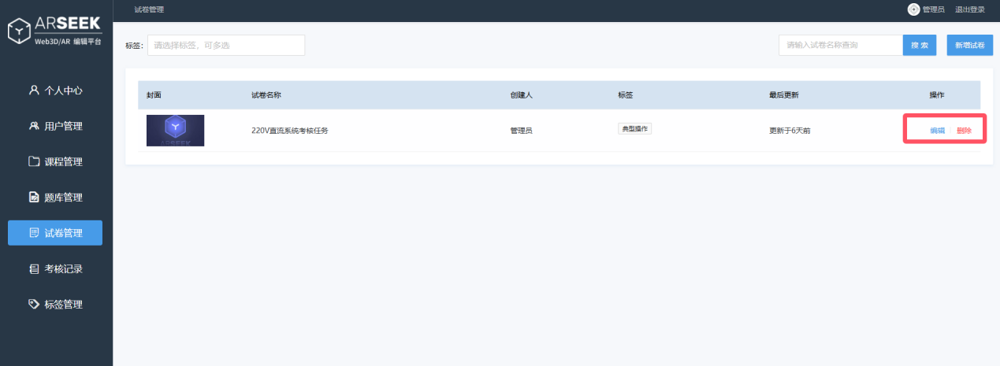 ARSEEK
Web3D/AR 编辑平台
试卷管理
管理员 退出登录
个人中心
用户管理
课程管理
题库管理
试卷管理
考核记录
标签管理
标签: 请选择标签，可多选
请输入试卷名称查询 搜 索 新增试卷
封面 试卷名称 创建人 标签 最后更新 操作
220V直流系统考核任务 管理员 典型操作 更新于6天前 编辑 删除